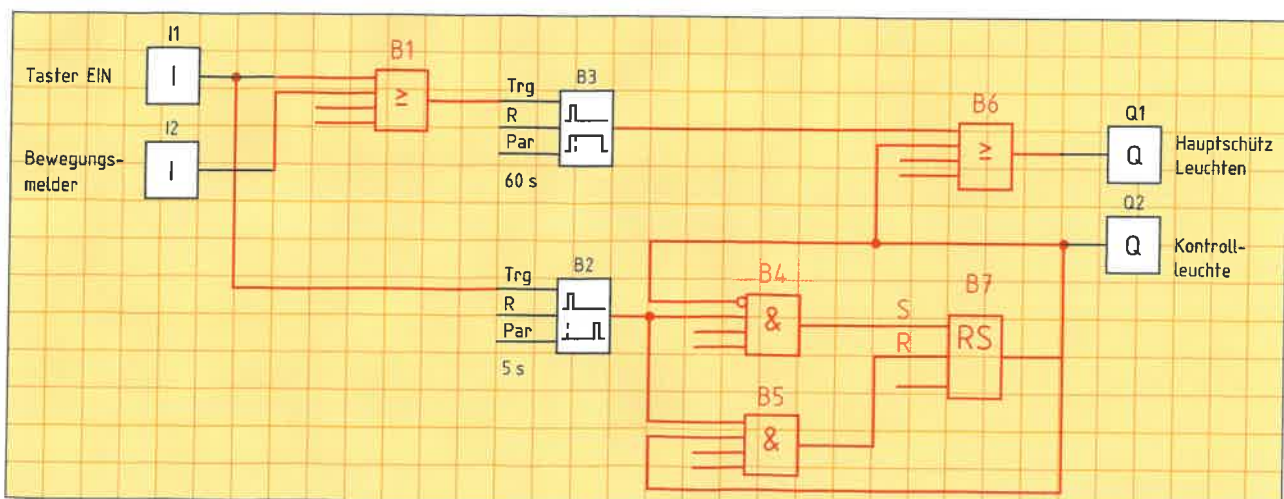 I1
Taster EIN
I
B1
≥
I2
Bewegungs-
melder
I
Trg
R
Par
60 s
B3
B6
≥
Q1
Q
Hauptschütz
Leuchten
Q2
Q
Kontroll-
leuchte
Trg
R
Par
5 s
B2
B4
&
S
R
B7
RS
B5
&